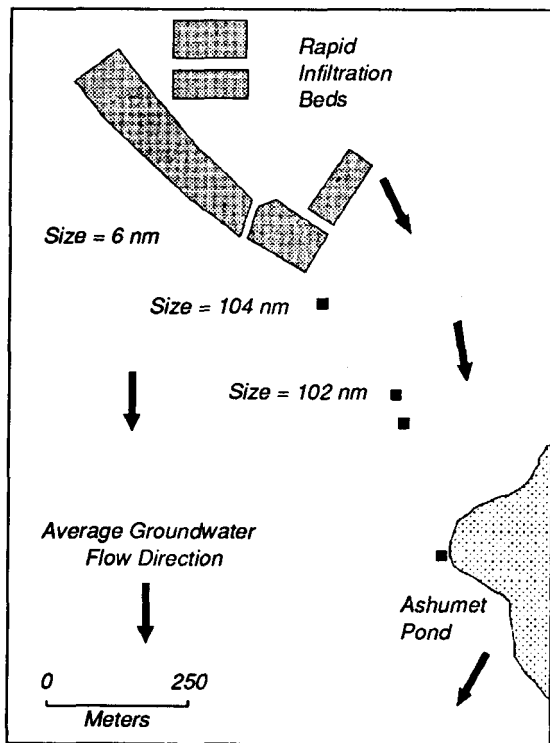 Rapid
Infiltration
Beds
Size = 6 nm
Size = 104 nm
Size = 102 nm
Average Groundwater
Flow Direction
Ashumet
Pond
0 250
Meters